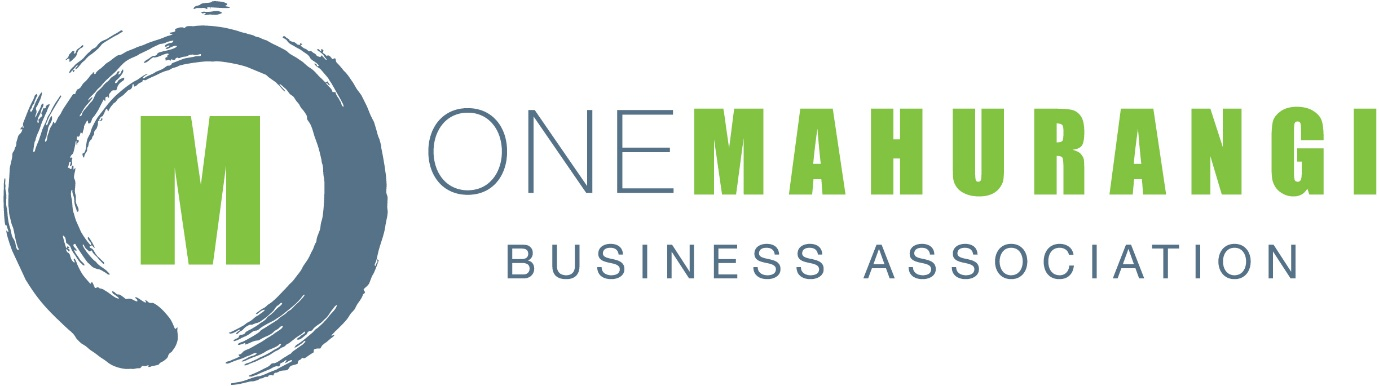 M
ONEMAHURANGI
BUSINESS ASSOCIATION